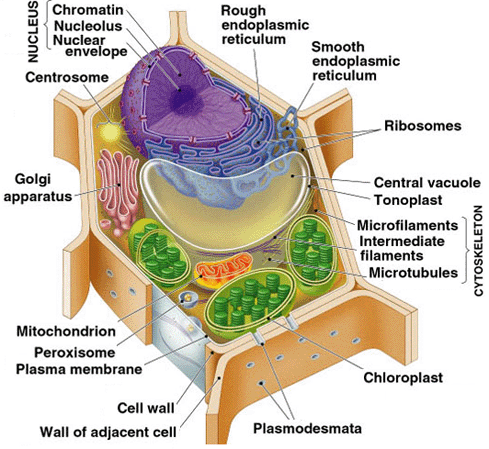 NUCLEUS
Chromatin
Nucleolus
Nuclear
envelope
Centrosome
Rough
endoplasmic
reticulum
Smooth
endoplasmic
reticulum
Ribosomes
Golgi
apparatus
Central vacuole
Tonoplast
Microfilaments
Intermediate
filaments
Microtubules
CYTOSKELETON
Mitochondrion
Peroxisome
Plasma membrane
Chloroplast
Cell wall
Wall of adjacent cell
Plasmodesmata